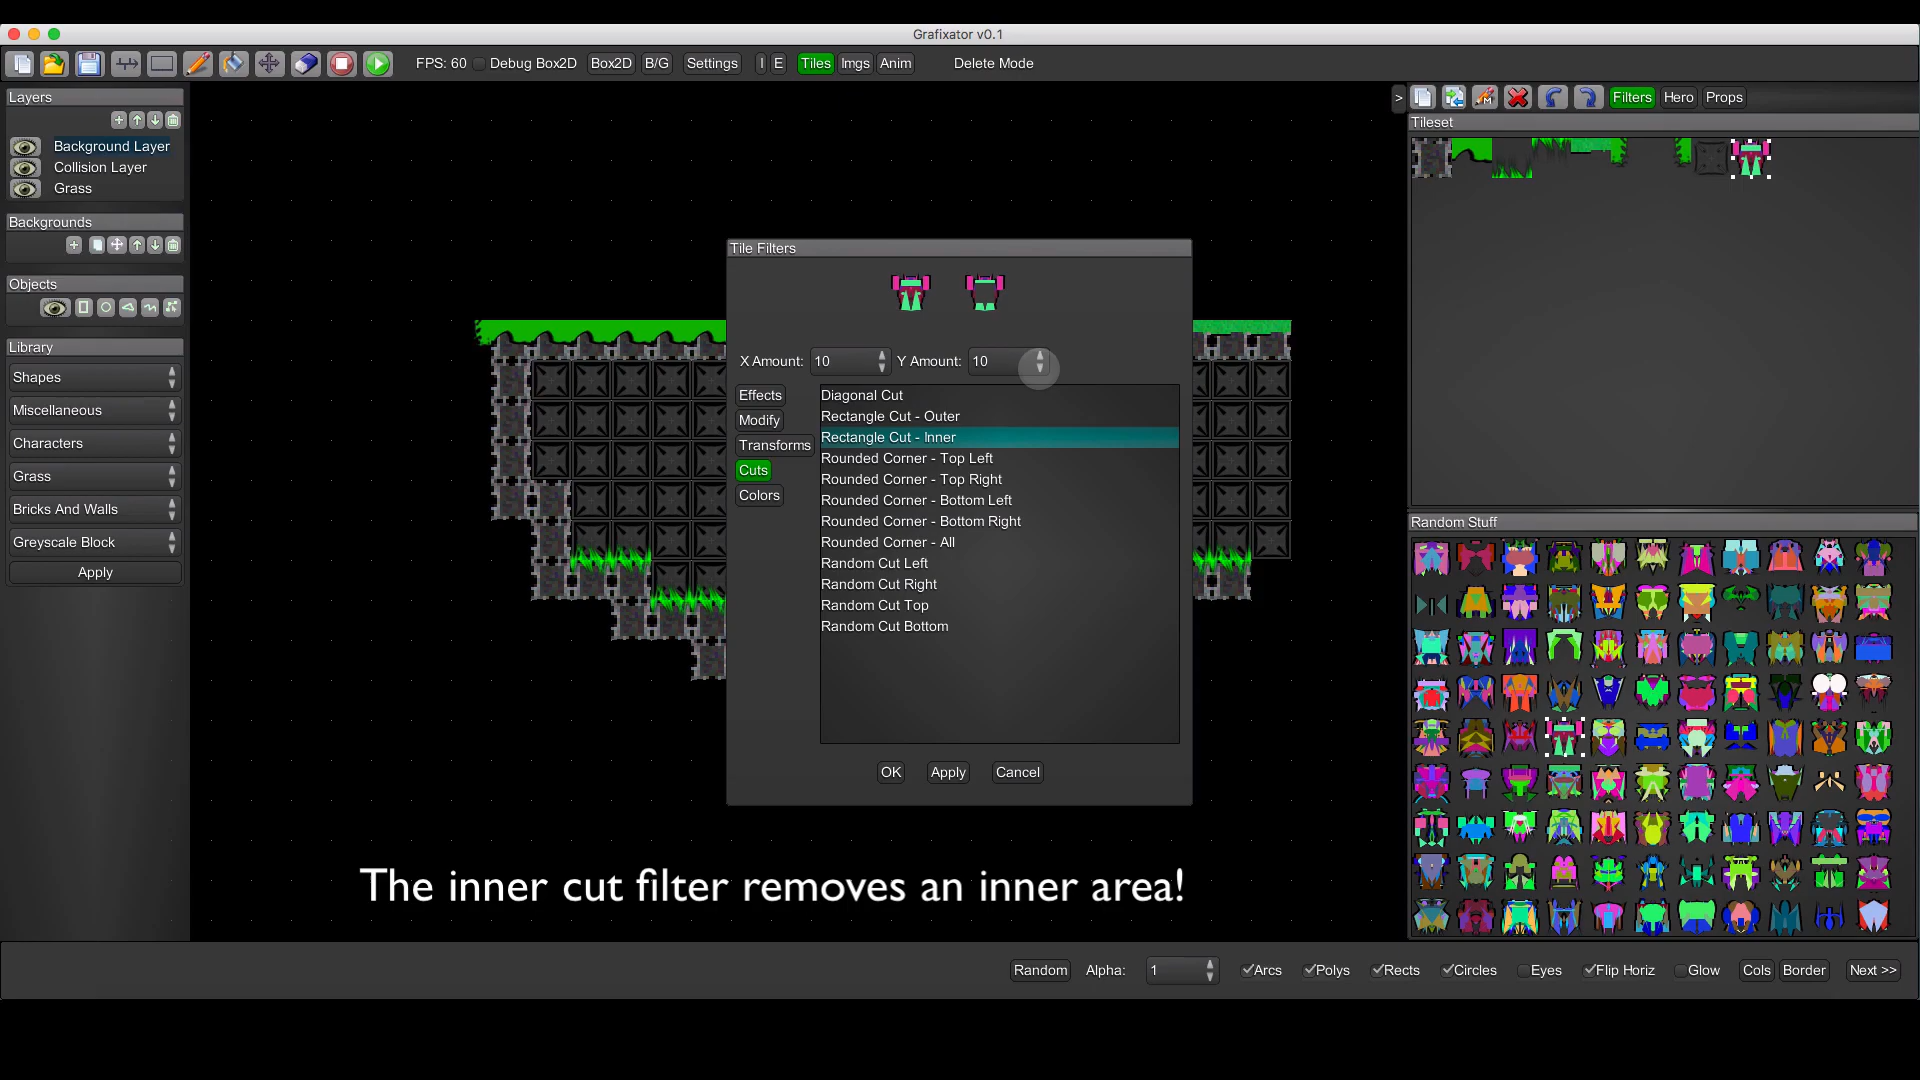 Grafixator v0.1
FPS: 60 Debug Box2D Box2D B/G Settings I E Tiles Imgs Anim Delete Mode
Layers
Background Layer
Collision Layer
Grass
Backgrounds
Objects
Library
Shapes
Miscellaneous
Characters
Grass
Bricks And Walls
Greyscale Block
Apply
Tile Filters
X Amount: 10 Y Amount: 10
Effects
Modify
Transforms
Cuts
Colors
Diagonal Cut
Rectangle Cut - Outer
Rectangle Cut - Inner
Rounded Corner - Top Left
Rounded Corner - Top Right
Rounded Corner - Bottom Left
Rounded Corner - Bottom Right
Rounded Corner - All
Random Cut Left
Random Cut Right
Random Cut Top
Random Cut Bottom
OK Apply Cancel
The inner cut filter removes an inner area!
> Filters Hero Props
Tileset
Random Stuff
Random Alpha: 1 Arcs Polys Rects Circles Eyes Flip Horiz Glow Cols Border Next >>